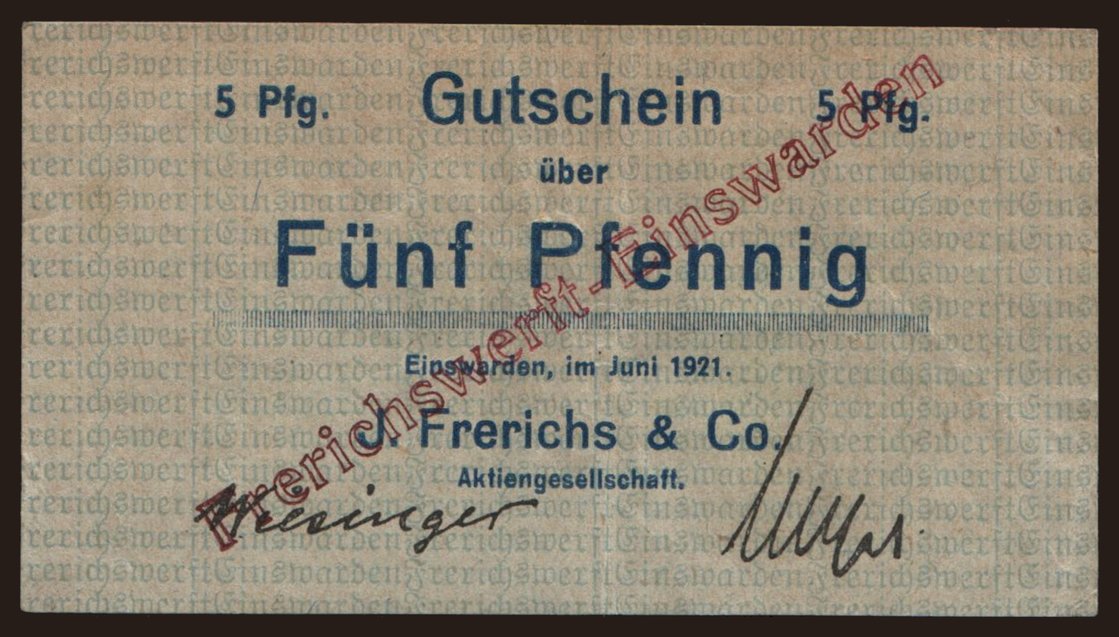 5 Pfg. Gutschein 5 Pfg.
über
Fünf Pfennig
Einswarden, im Juni 1921.
J. Frerichs & Co.
Aktiengesellschaft.
Frerichswerft-Einswarden